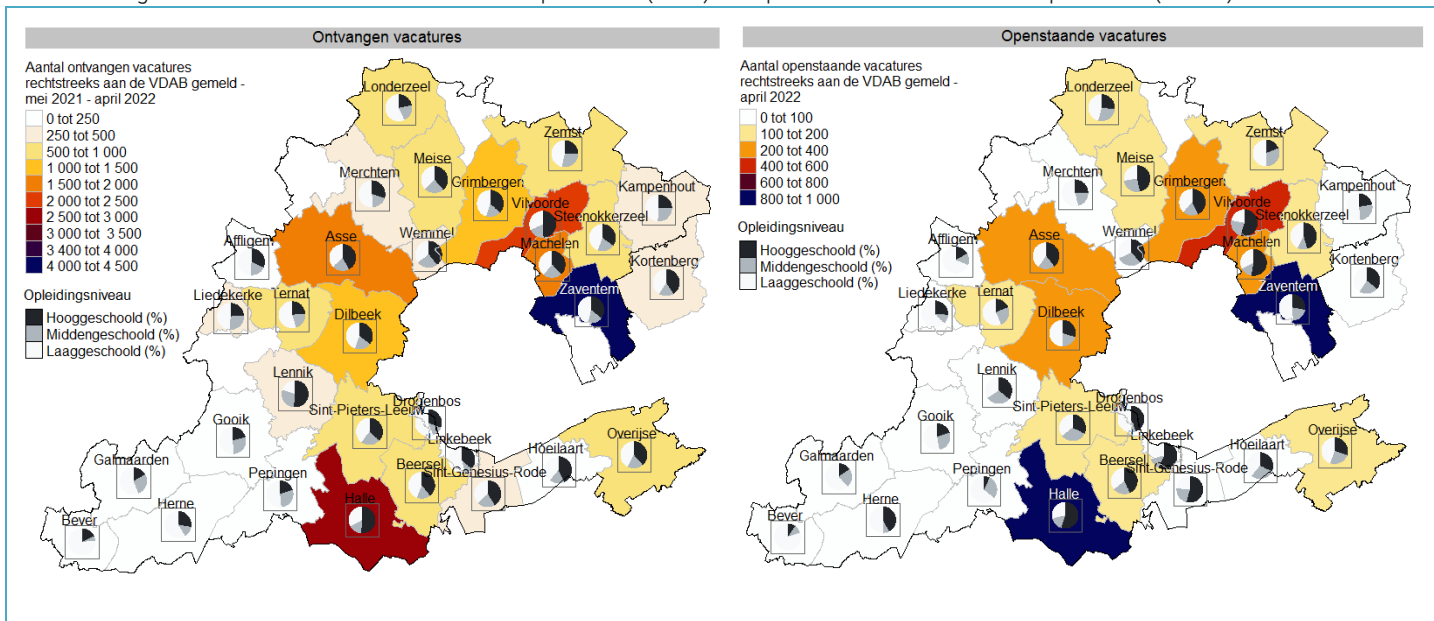 Ontvangen vacatures
Aantal ontvangen vacatures
rechtstreeks aan de VDAB gemeld -
mei 2021 - april 2022
0 tot 250
250 tot 500
500 tot 1 000
1 000 tot 1 500
1 500 tot 2 000
2 000 tot 2 500
2 500 tot 3 000
3 000 tot 3 500
3 400 tot 4 000
4 000 tot 4 500
Opleidingsniveau
Hooggeschoold (%)
Middengeschoold (%)
Laaggeschoold (%)
Londerzeel
Zemst
Meise
Merchtem
Grimbergen
Kampenhout
Vilvoorde
Steenokkerzeel
Wemmel
Asse
Affligem
Machelen
Kortenberg
Zaventem
Liedekerke
Ternat
Dilbeek
Lennik
Drogenbos
Sint-Pieters-Leeuw
Gooik
Linkebeek
Overijse
Hoeilaart
Galmaarden
Beersel
Sint-Genesius-Rode
Pepingen
Halle
Herne
Bever
Openstaande vacatures
Aantal openstaande vacatures
rechtstreeks aan de VDAB gemeld -
april 2022
0 tot 100
100 tot 200
200 tot 400
400 tot 600
600 tot 800
800 tot 1 000
Opleidingsniveau
Hooggeschoold (%)
Middengeschoold (%)
Laaggeschoold (%)
Londerzeel
Zemst
Meise
Merchtem
Grimbergen
Kampenhout
Vilvoorde
Steenokkerzeel
Wemmel
Asse
Affligem
Machelen
Kortenberg
Zaventem
Liedekerke
Ternat
Dilbeek
Lennik
Drogenbos
Sint-Pieters-Leeuw
Gooik
Linkebeek
Overijse
Hoeilaart
Galmaarden
Beersel
Sint-Genesius-Rode
Pepingen
Halle
Herne
Bever